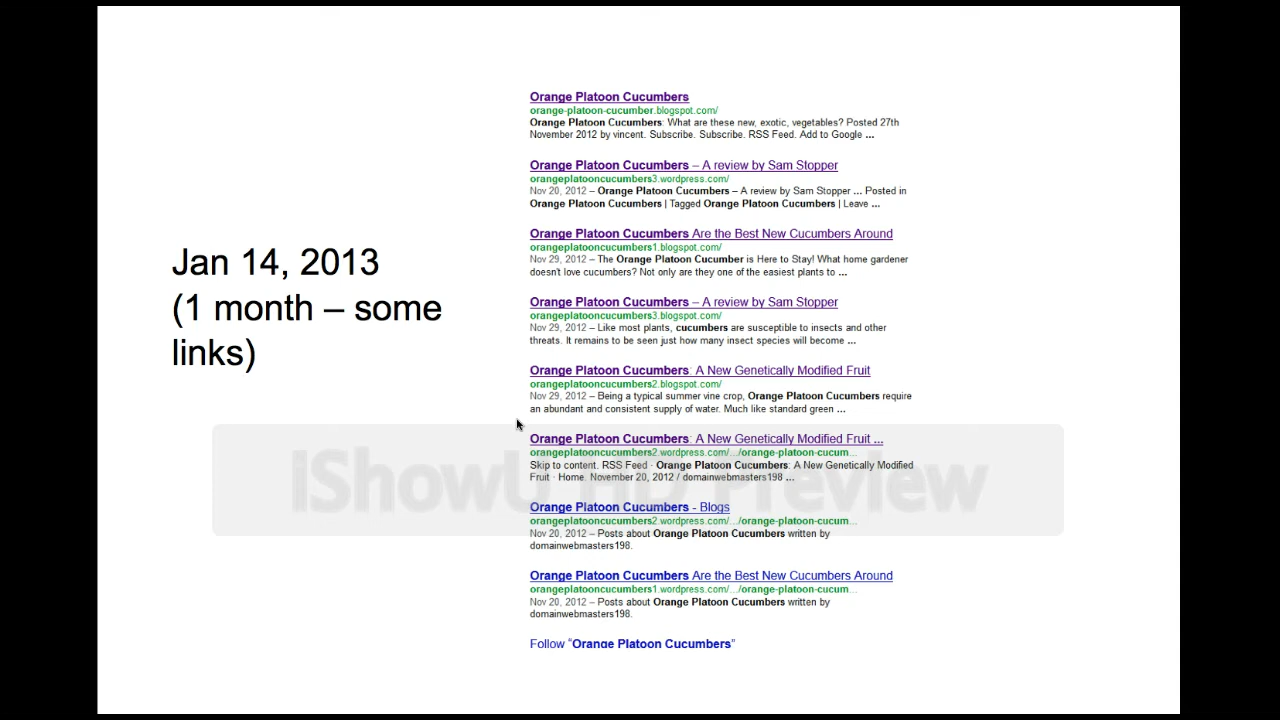 Jan 14, 2013
(1 month – some
links)
Orange Platoon Cucumbers
orange-platoon-cucumber.blogspot.com/
Orange Platoon Cucumbers: What are these new, exotic, vegetables? Posted 27th
November 2012 by vincent. Subscribe. Subscribe. RSS Feed. Add to Google ...
Orange Platoon Cucumbers – A review by Sam Stopper
orangeplatooncucumbers3.wordpress.com/
Nov 20, 2012 – Orange Platoon Cucumbers – A review by Sam Stopper ... Posted in
Orange Platoon Cucumbers | Tagged Orange Platoon Cucumbers | Leave ...
Orange Platoon Cucumbers Are the Best New Cucumbers Around
orangeplatooncucumbers1.blogspot.com/
Nov 29, 2012 – The Orange Platoon Cucumber is Here to Stay! What home gardener
doesn't love cucumbers? Not only are they one of the easiest plants to ...
Orange Platoon Cucumbers – A review by Sam Stopper
orangeplatooncucumbers3.blogspot.com/
Nov 29, 2012 – Like most plants, cucumbers are susceptible to insects and other
threats. It remains to be seen just how many insect species will become ...
Orange Platoon Cucumbers: A New Genetically Modified Fruit
orangeplatooncucumbers2.blogspot.com/
Nov 29, 2012 – Being a typical summer vine crop, Orange Platoon Cucumbers require
an abundant and consistent supply of water. Much like standard green ...
Orange Platoon Cucumbers: A New Genetically Modified Fruit ...
orangeplatooncucumbers2.wordpress.com/.../orange-platoon-cucum...
Skip to content. RSS Feed · Orange Platoon Cucumbers: A New Genetically Modified
Fruit · Home. November 20, 2012 / domainwebmasters198 ...
iShowU HD Preview
Orange Platoon Cucumbers - Blogs
orangeplatooncucumbers2.wordpress.com/.../orange-platoon-cucum...
Nov 20, 2012 – Posts about Orange Platoon Cucumbers written by
domainwebmasters198.
Orange Platoon Cucumbers Are the Best New Cucumbers Around
orangeplatooncucumbers1.wordpress.com/.../orange-platoon-cucum...
Nov 20, 2012 – Posts about Orange Platoon Cucumbers written by
domainwebmasters198.
Follow "Orange Platoon Cucumbers"